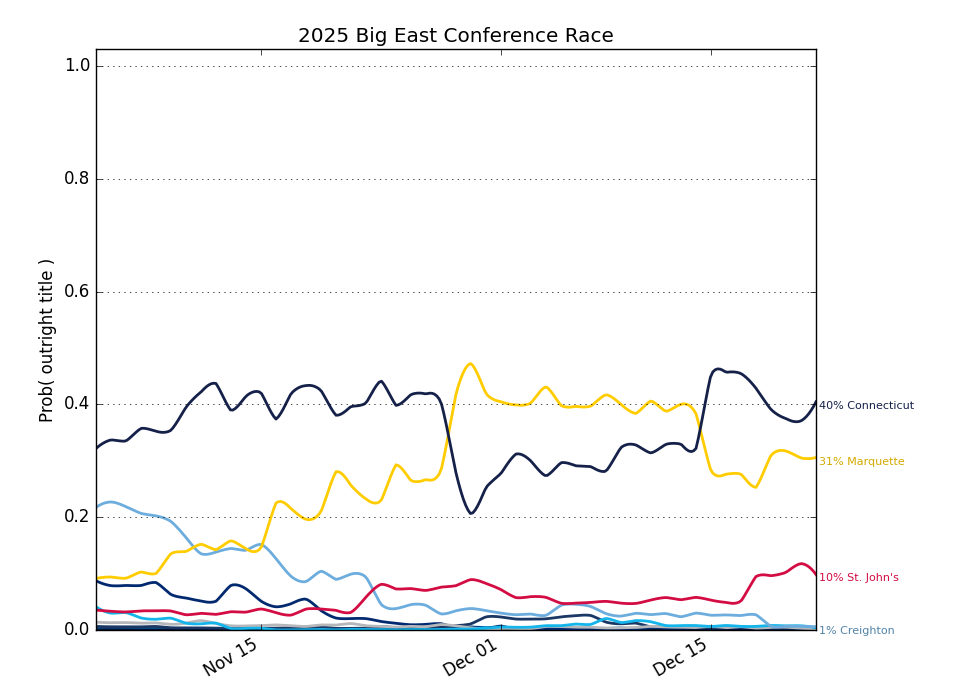 2025 Big East Conference Race
Prob( outright title )
1.0
0.8
0.6
0.4
0.2
0.0
Nov 15
Dec 01
Dec 15
40% Connecticut
31% Marquette
10% St. John's
1% Creighton